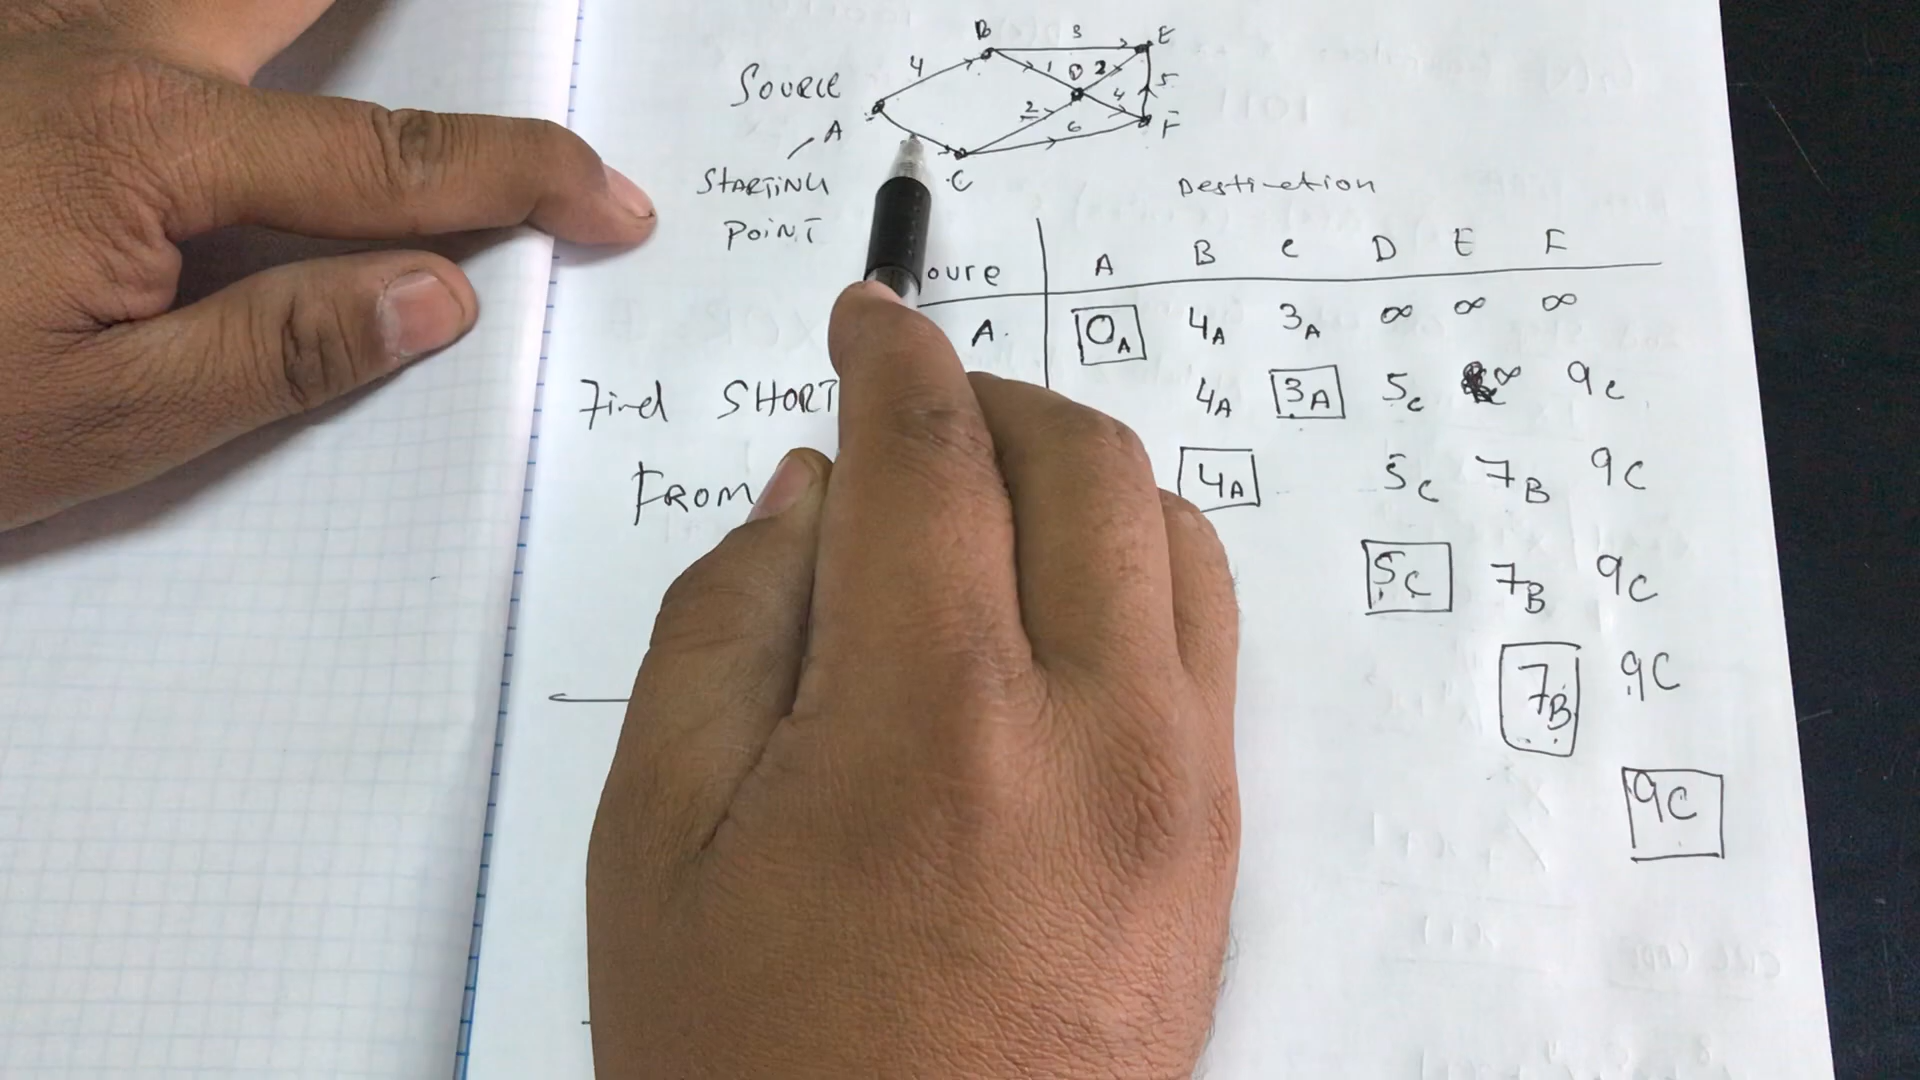 B 3 E
4 1 D 2
SOURCE 4 5
A 2 6 F
STARTING C Destination
POINT
oure A B C D E F
A. 0A 4A 3A ∞ ∞ ∞
Find SHORT 4A 3A 5C ∞ 9C
FROM 4A 5C 7B 9C
5C 7B 9C
7B 9C
9C